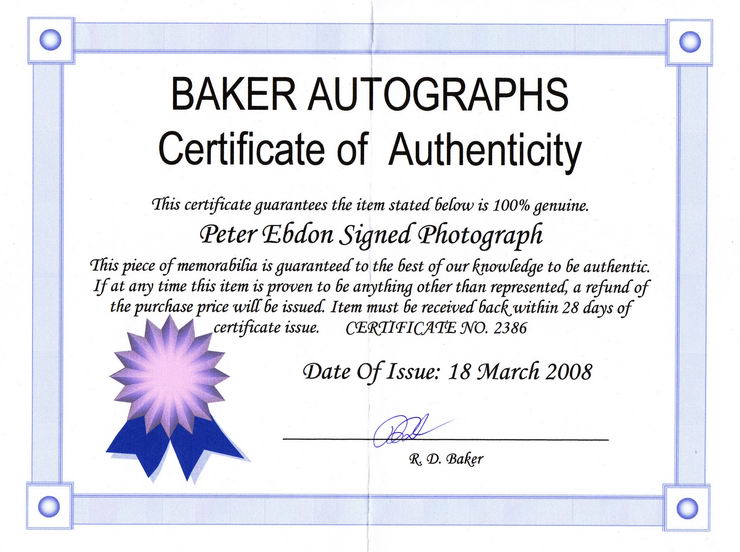 BAKER AUTOGRAPHS
Certificate of Authenticity
This certificate guarantees the item stated below is 100% genuine.
Peter Ebdon Signed Photograph
This piece of memorabilia is guaranteed to the best of our knowledge to be authentic.
If at any time this item is proven to be anything other than represented, a refund of
the purchase price will be issued. Item must be received back within 28 days of
certificate issue. CERTIFICATE NO. 2386
Date Of Issue: 18 March 2008
R. D. Baker